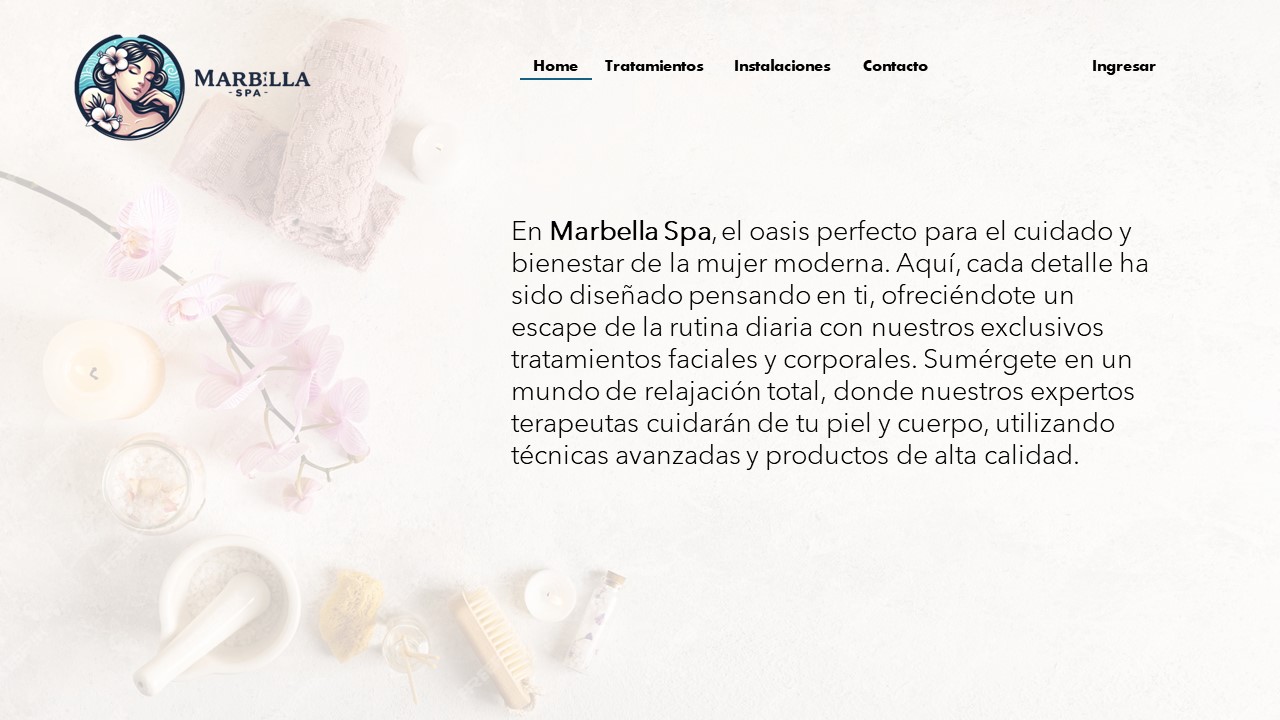 MARBILLA
-SPA-
Home Tratamientos Instalaciones Contacto Ingresar
En Marbella Spa, el oasis perfecto para el cuidado y
bienestar de la mujer moderna. Aquí, cada detalle ha
sido diseñado pensando en ti, ofreciéndote un
escape de la rutina diaria con nuestros exclusivos
tratamientos faciales y corporales. Sumérgete en un
mundo de relajación total, donde nuestros expertos
terapeutas cuidarán de tu piel y cuerpo, utilizando
técnicas avanzadas y productos de alta calidad.